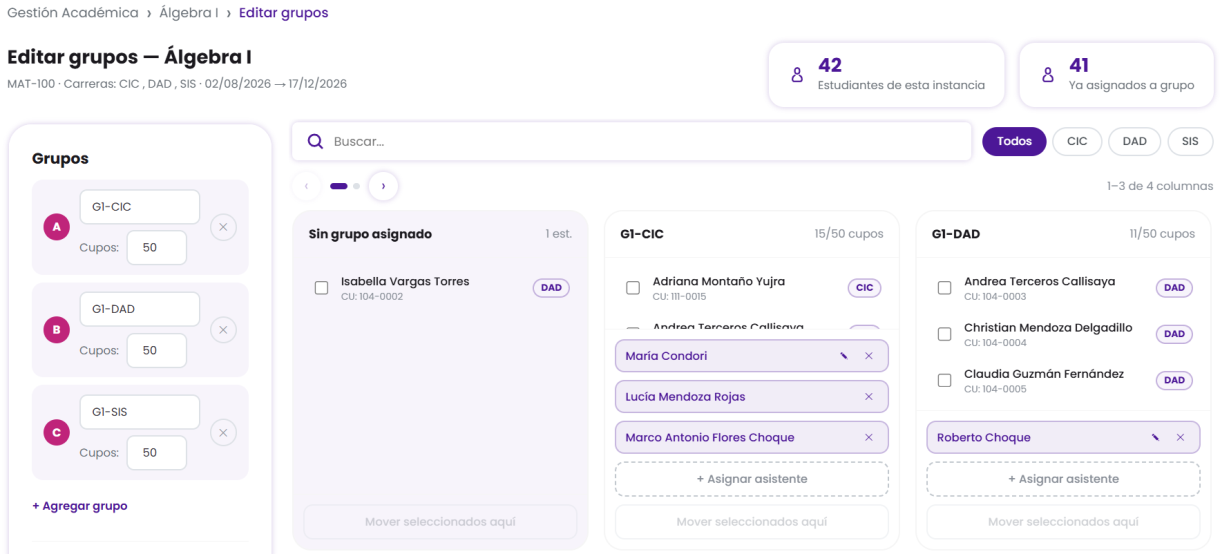 Gestión Académica › Álgebra I › Editar grupos
Editar grupos — Álgebra I
MAT-100 · Carreras: CIC , DAD , SIS · 02/08/2026 → 17/12/2026
42
Estudiantes de esta instancia
41
Ya asignados a grupo
Grupos
A
G1-CIC
Cupos: 50
B
G1-DAD
Cupos: 50
C
G1-SIS
Cupos: 50
+ Agregar grupo
Buscar...
Todos CIC DAD SIS
1–3 de 4 columnas
Sin grupo asignado 1 est.
Isabella Vargas Torres DAD
CU: 104-0002
Mover seleccionados aquí
G1-CIC 15/50 cupos
Adriana Montaño Yujra CIC
CU: 111-0015
Andrea Terceros Callisaya
María Condori
Lucía Mendoza Rojas
Marco Antonio Flores Choque
+ Asignar asistente
Mover seleccionados aquí
G1-DAD 11/50 cupos
Andrea Terceros Callisaya DAD
CU: 104-0003
Christian Mendoza Delgadillo DAD
CU: 104-0004
Claudia Guzmán Fernández DAD
CU: 104-0005
Roberto Choque
+ Asignar asistente
Mover seleccionados aquí